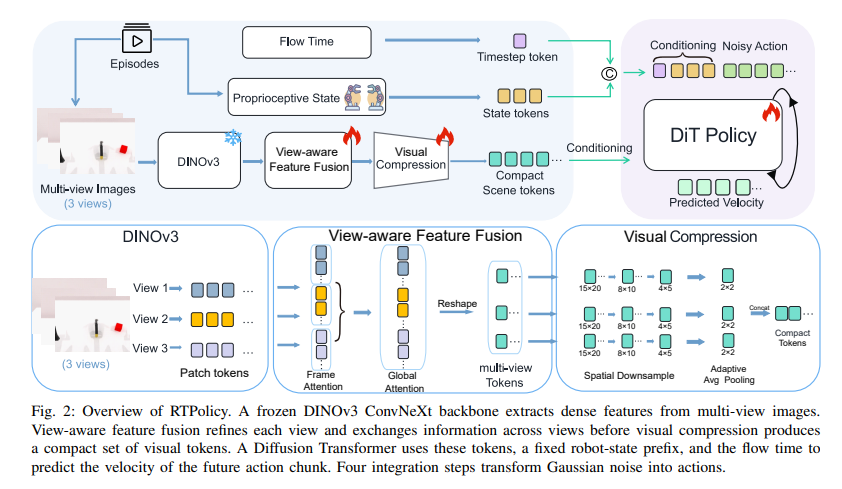 Flow Time
Timestep token
Conditioning Noisy Action
Episodes
©
...
Proprioceptive State
State tokens
DiT Policy
DINOv3
View-aware
Feature Fusion
Visual
Compression
...
Conditioning
Compact
Scene tokens
Multi-view Images
(3 views)
...
Predicted Velocity
DINOv3
View 1
...
View 2
...
View 3
...
(3 views)
Patch tokens
View-aware Feature Fusion
Reshape
...
...
...
Frame
Attention
Global
Attention
multi-view
Tokens
Visual Compression
15×20 8×10 4×5 2×2
15×20 8×10 4×5 2×2
15×20 8×10 4×5 2×2
Concat
...
Compact
Tokens
Spatial Downsample
Adaptive
Avg Pooling
Fig. 2: Overview of RTPolicy. A frozen DINOv3 ConvNeXt backbone extracts dense features from multi-view images.
View-aware feature fusion refines each view and exchanges information across views before visual compression produces
a compact set of visual tokens. A Diffusion Transformer uses these tokens, a fixed robot-state prefix, and the flow time to
predict the velocity of the future action chunk. Four integration steps transform Gaussian noise into actions.